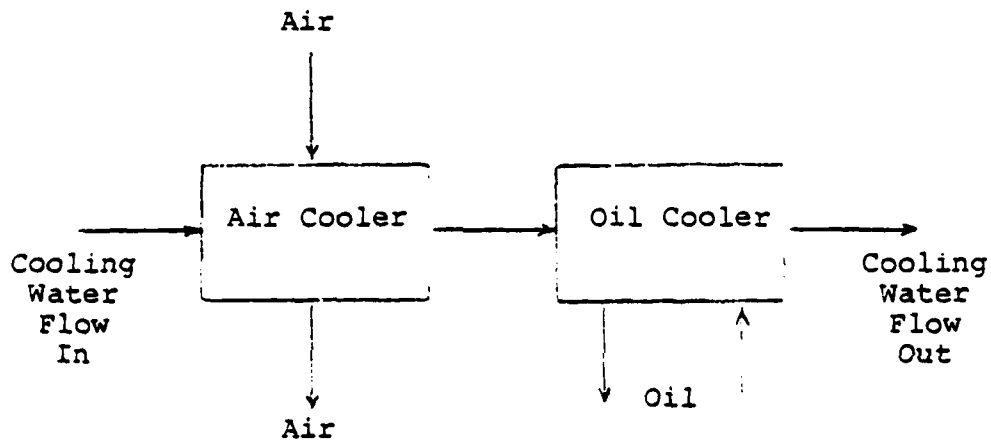 Air
Air Cooler
Oil Cooler
Cooling
Water
Flow
In
Cooling
Water
Flow
Out
Oil
Air